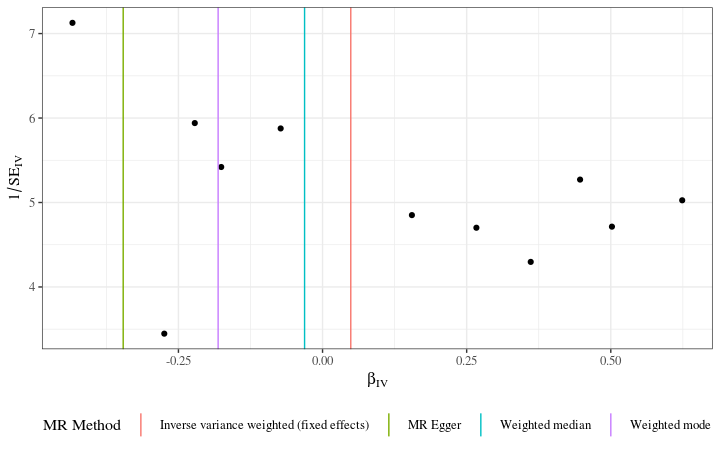 7
6
5
4
1/SE_IV
-0.25 0.00 0.25 0.50
β_IV
MR Method Inverse variance weighted (fixed effects) MR Egger Weighted median Weighted mode